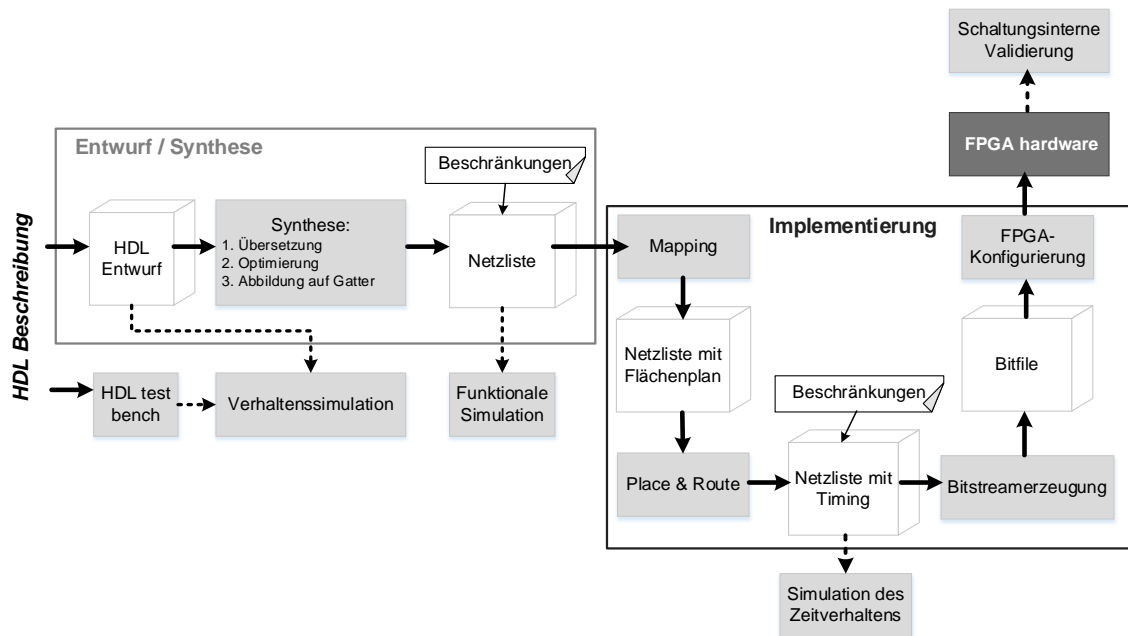 Schaltungsinterne
Validierung
FPGA hardware
Entwurf / Synthese
Beschränkungen
HDL Beschreibung
HDL
Entwurf
Synthese:
1. Übersetzung
2. Optimierung
3. Abbildung auf Gatter
Netzliste
HDL test
bench
Verhaltenssimulation
Funktionale
Simulation
Implementierung
Mapping
Netzliste mit
Flächenplan
Place & Route
Beschränkungen
Netzliste mit
Timing
Simulation des
Zeitverhaltens
Bitstreamerzeugung
Bitfile
FPGA-
Konfigurierung